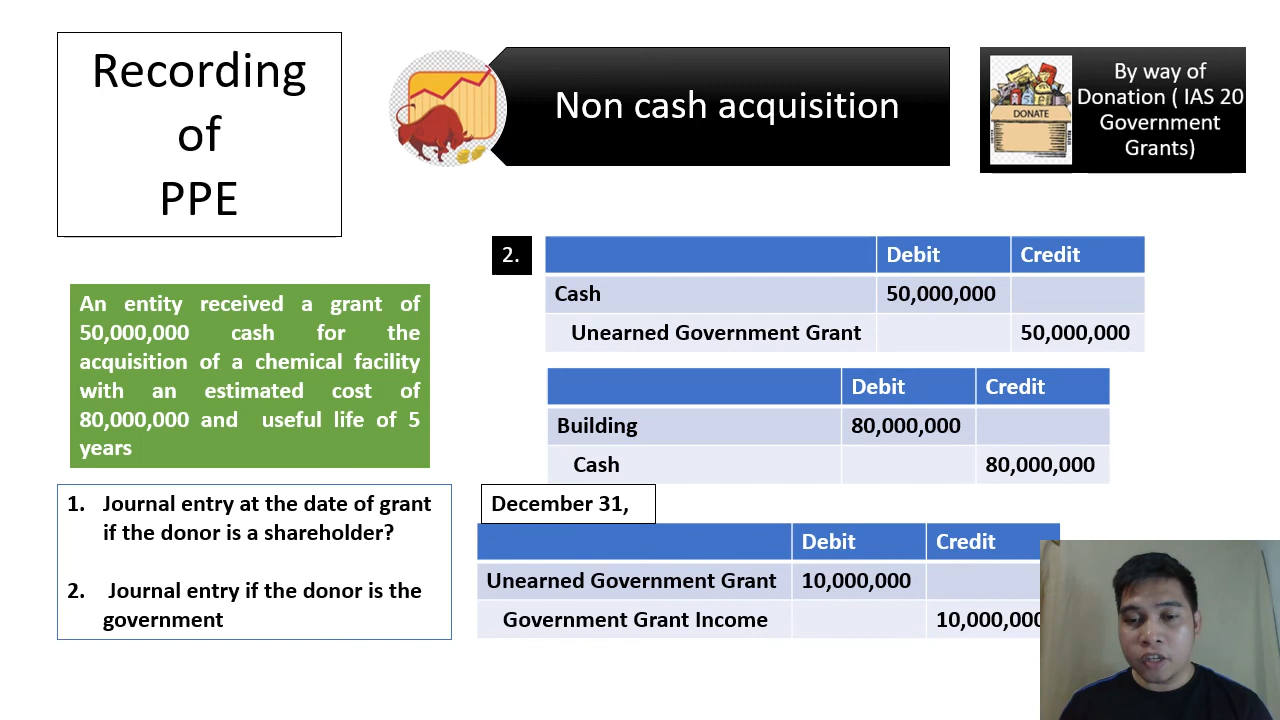 Recording
of
PPE
Non cash acquisition
DONATE
By way of
Donation ( IAS 20
Government
Grants)
An entity received a grant of
50,000,000 cash for the
acquisition of a chemical facility
with an estimated cost of
80,000,000 and useful life of 5
years
1. Journal entry at the date of grant
if the donor is a shareholder?
2. Journal entry if the donor is the
government
2.
Debit Credit
Cash 50,000,000
Unearned Government Grant 50,000,000
Debit Credit
Building 80,000,000
Cash 80,000,000
December 31,
Debit Credit
Unearned Government Grant 10,000,000
Government Grant Income 10,000,000